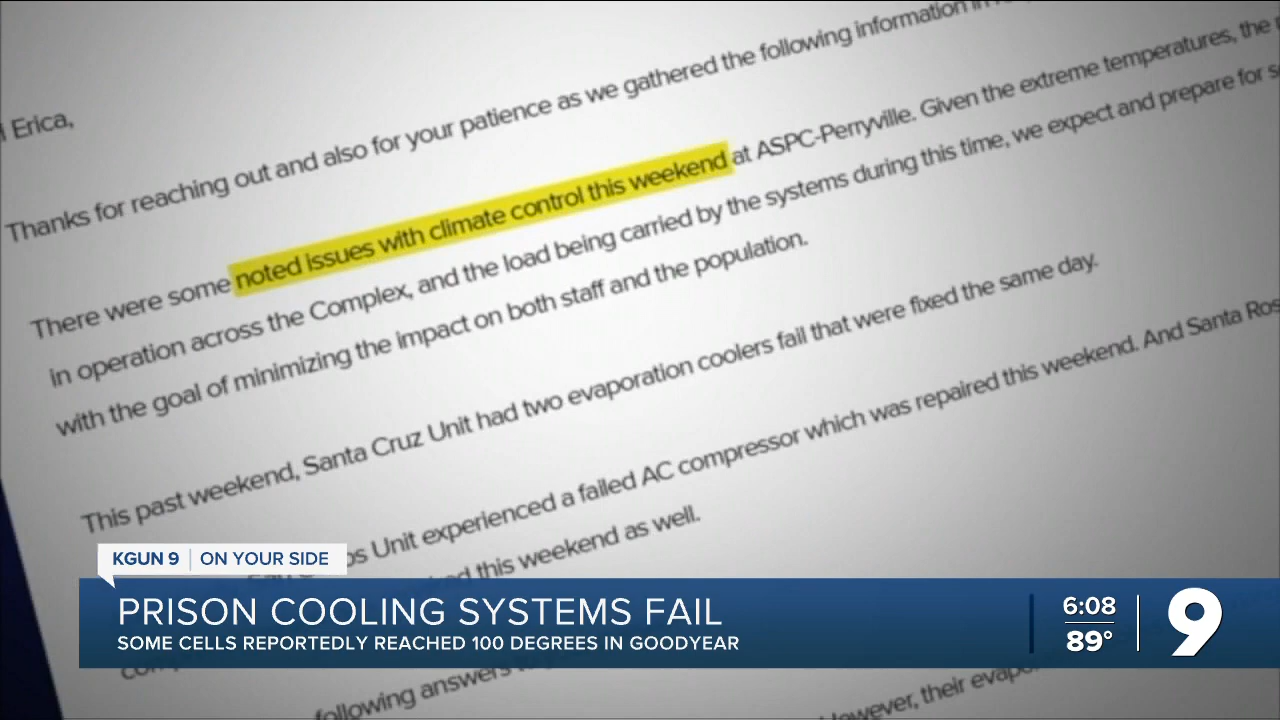 Erica,
Thanks for reaching out and also for your patience as we gathered the following information in
There were some noted issues with climate control this weekend at ASPC-Perryville. Given the extreme temperatures, the
in operation across the Complex, and the load being carried by the systems during this time, we expect and prepare for
with the goal of minimizing the impact on both staff and the population.
This past weekend, Santa Cruz Unit had two evaporation coolers fail that were fixed the same day.
Unit experienced a failed AC compressor which was repaired this weekend. And Santa
this weekend as well.
following answers
However, their
KGUN 9 | ON YOUR SIDE
PRISON COOLING SYSTEMS FAIL
SOME CELLS REPORTEDLY REACHED 100 DEGREES IN GOODYEAR
6:08
89°
9